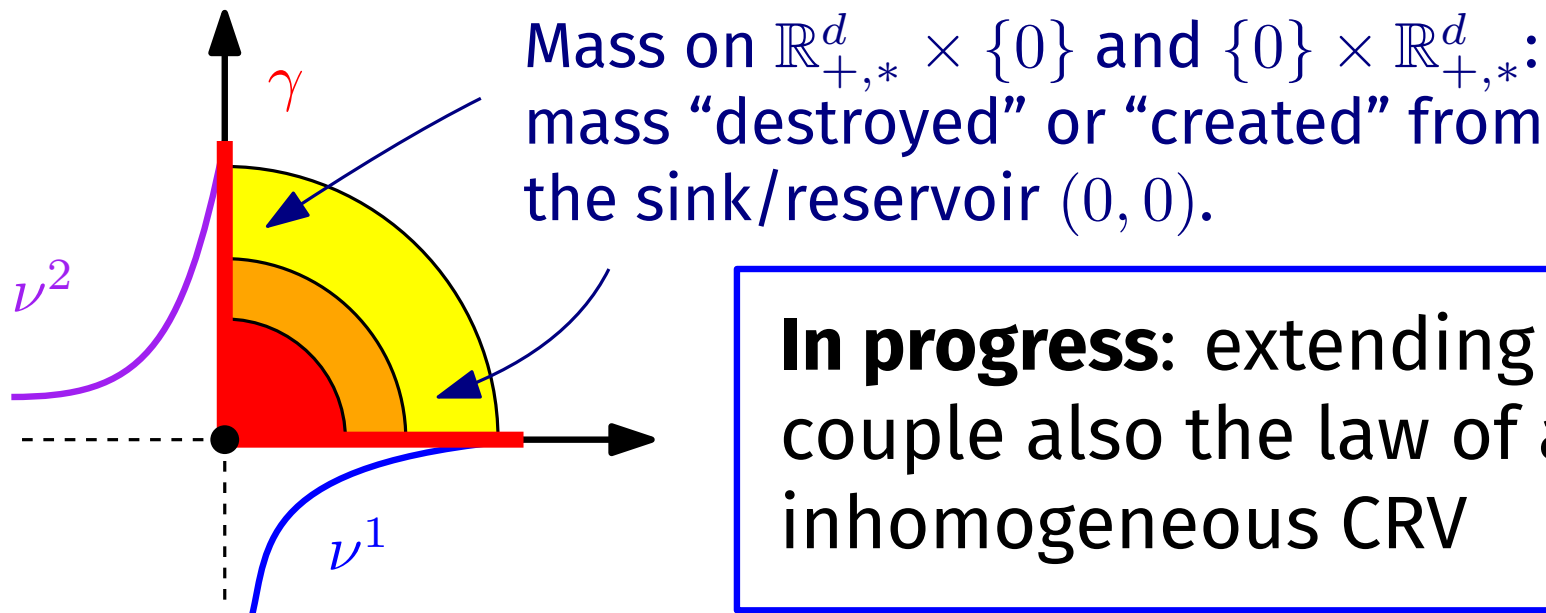 γ
Mass on ℝ^d_{+,∗} × {0} and {0} × ℝ^d_{+,∗}:
mass “destroyed” or “created” from
the sink/reservoir (0, 0).
ν²
ν¹
In progress: extending
couple also the law of
inhomogeneous CRV